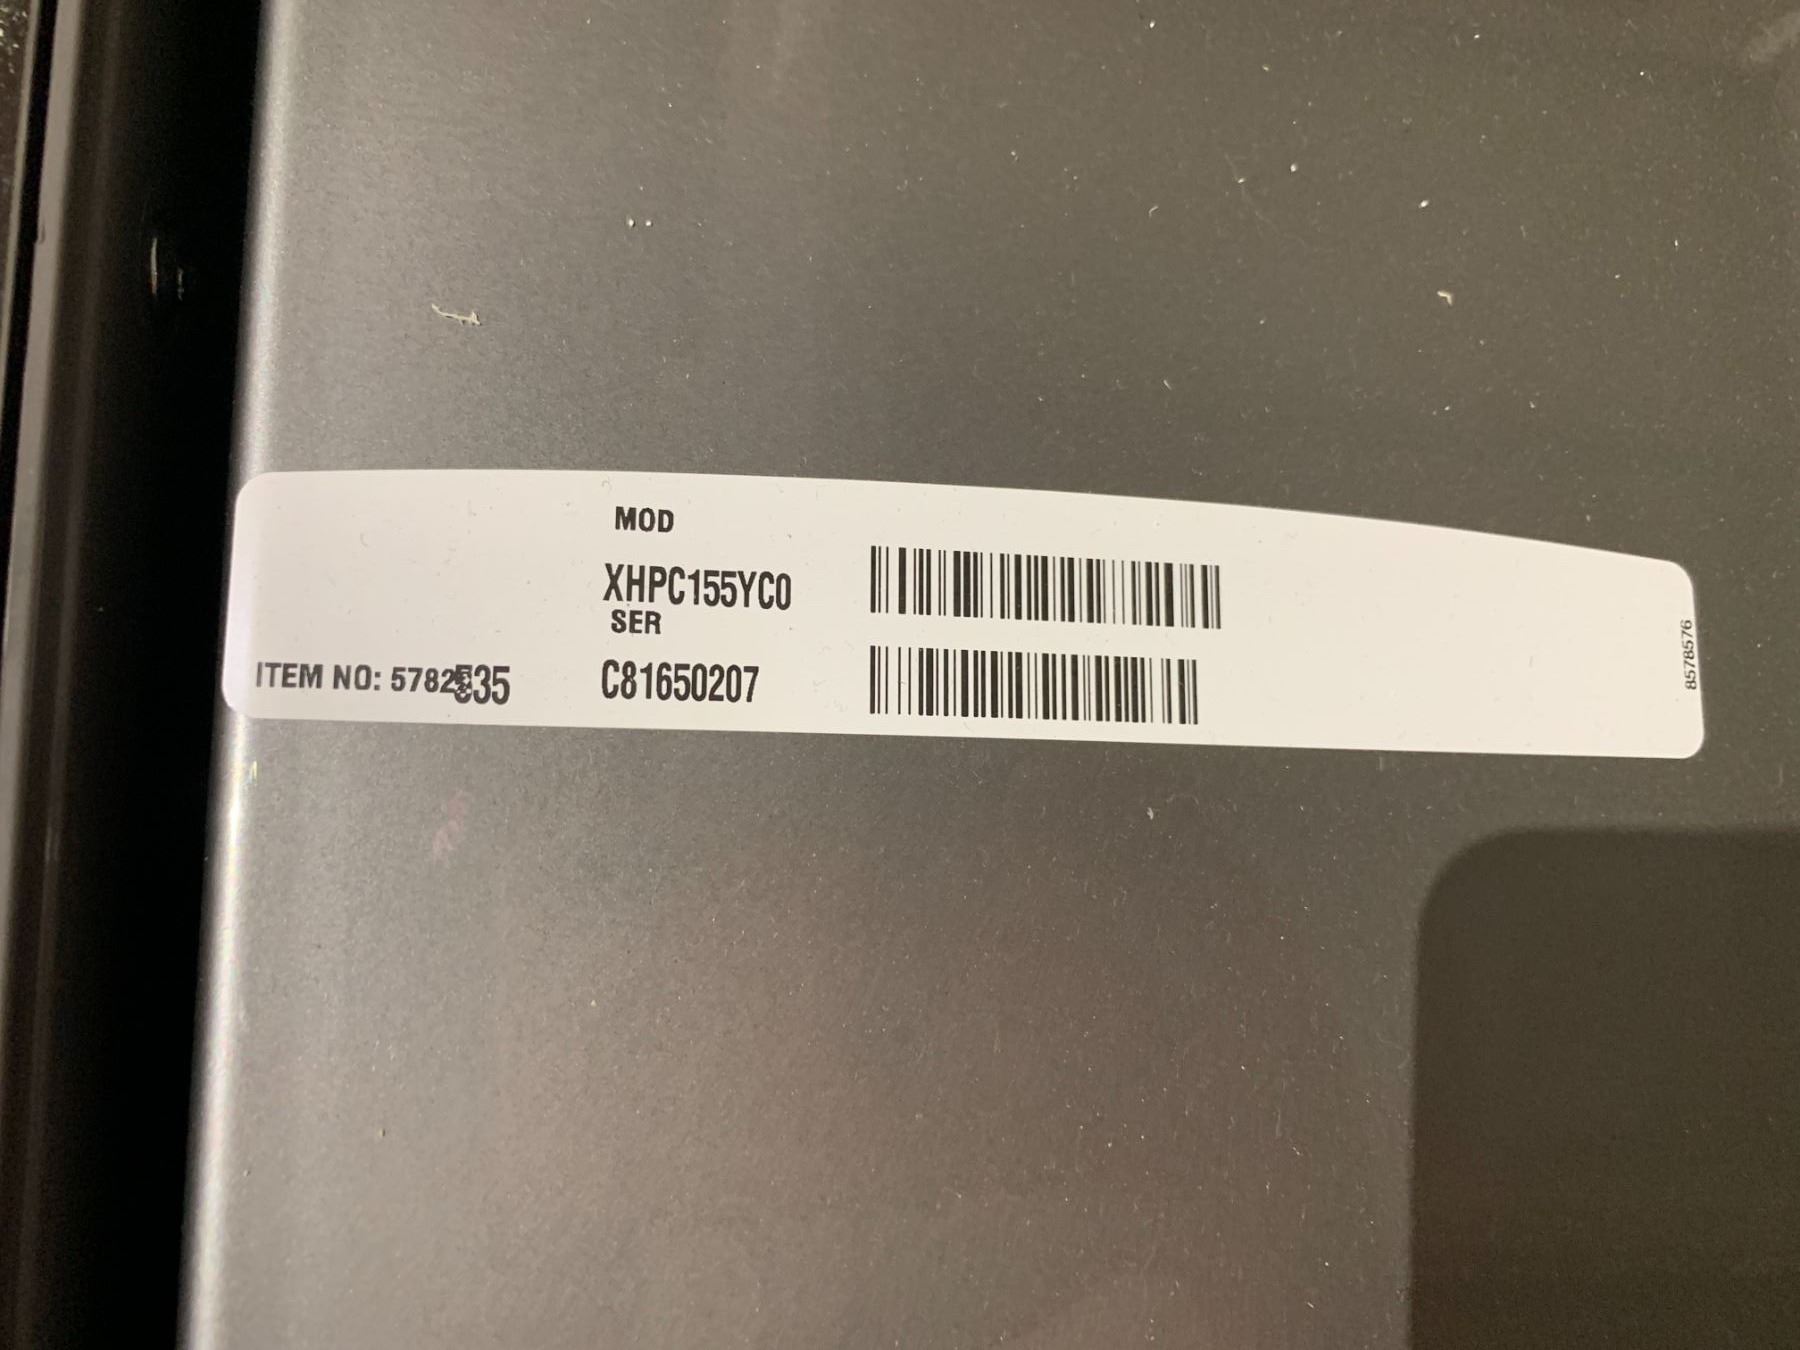 MOD
XHPC155YC0
SER
ITEM NO: C81650207
8578576